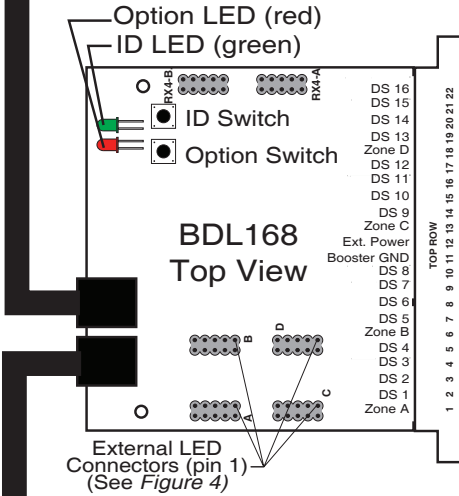 Option LED (red)
ID LED (green)
RX4-B
RX4-A
ID Switch
Option Switch
BDL168
Top View
DS 16
DS 15
DS 14
DS 13
Zone D
DS 12
DS 11
DS 10
DS 9
Zone C
Ext. Power
Booster GND
DS 8
DS 7
DS 6
DS 5
Zone B
DS 4
DS 3
DS 2
DS 1
Zone A
TOP ROW
1 2 3 4 5 6 7 8 9 10 11 12 13 14 15 16 17 18 19 20 21 22
B
D
A
C
External LED
Connectors (pin 1)
(See Figure 4)